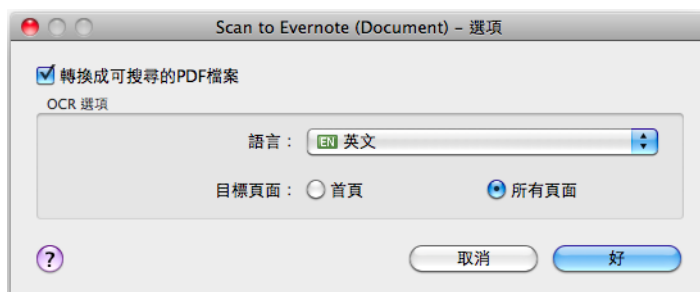 Scan to Evernote (Document) – 選項
轉換成可搜尋的PDF檔案
OCR 選項
語言： EN 英文
目標頁面： 首頁 所有頁面
? 取消 好